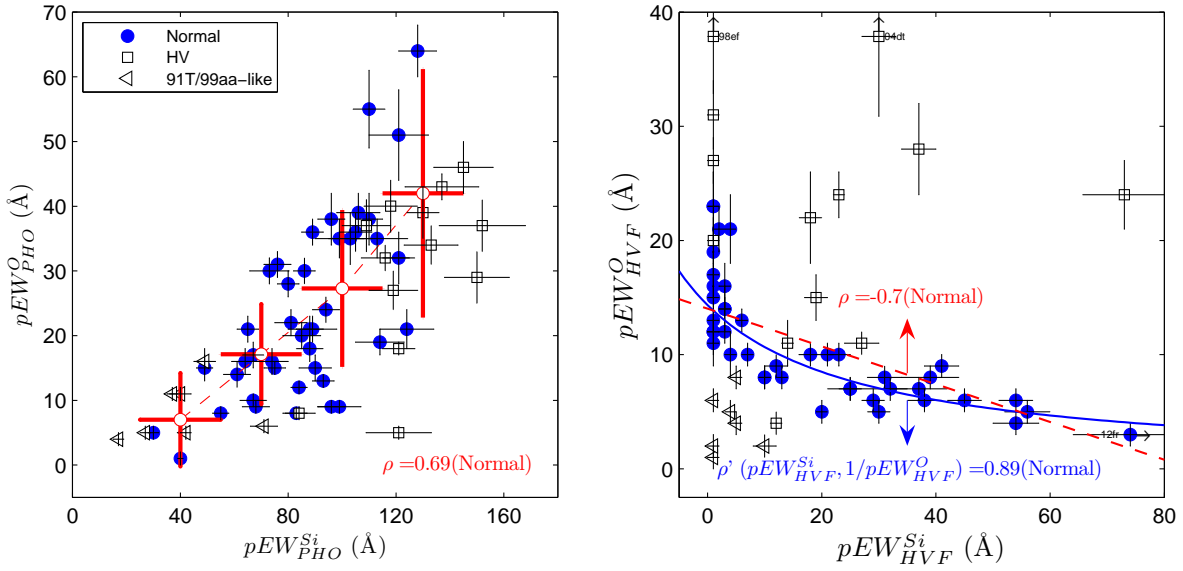 Normal
HV
91T/99aa-like
70
60
50
40
30
20
10
0
pEW^O_PHO (Å)
ρ =0.69(Normal)
0 40 80 120 160
pEW^Si_PHO (Å)
40
30
20
10
0
pEW^O_HVF (Å)
98ef
04dt
ρ =-0.7(Normal)
12fr
ρ' (pEW^Si_HVF, 1/pEW^O_HVF) =0.89(Normal)
0 20 40 60 80
pEW^Si_HVF (Å)